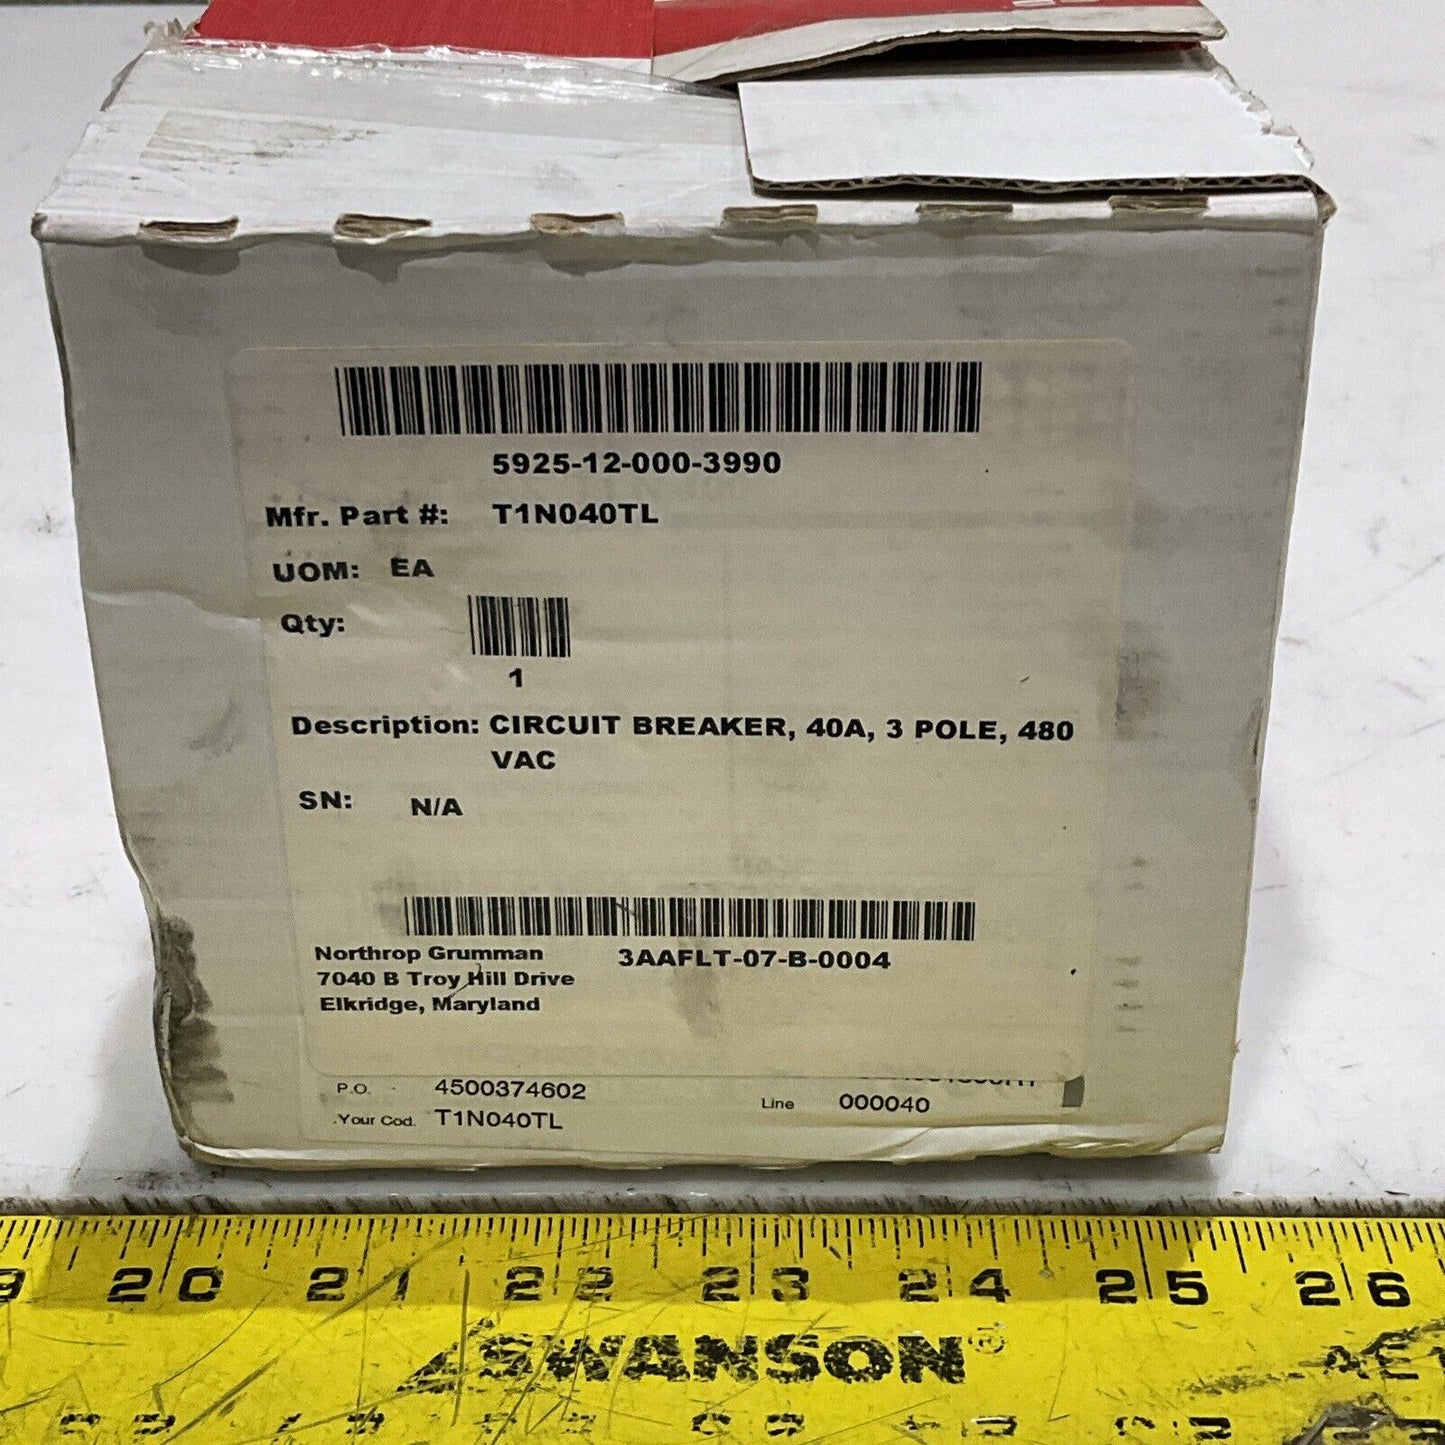 5925-12-000-3990
Mfr. Part #: T1N040TL
UOM: EA
Qty:
1
Description: CIRCUIT BREAKER, 40A, 3 POLE, 480
VAC
SN: N/A
Northrop Grumman 3AAFLT-07-B-0004
7040 B Troy Hill Drive
Elkridge, Maryland
P.O. 4500374602 Line 000040
.Your Cod. T1N040TL
20 21 22 23 24 25 26
SWANSON®